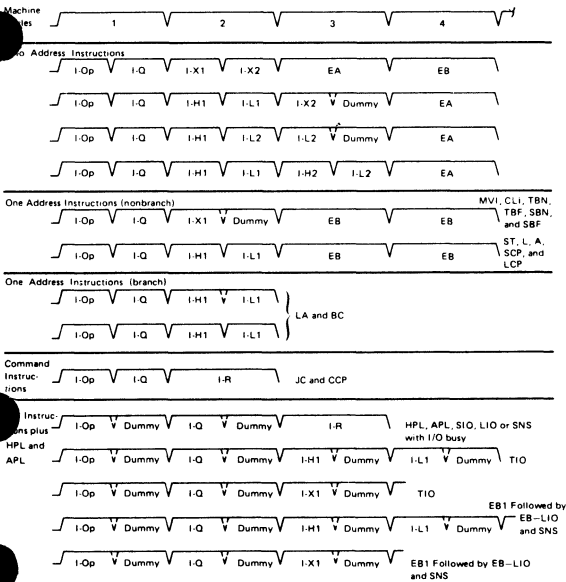 Machine
les 1 2 3 4
o Address Instructions
I-Op I-Q I-X1 I-X2 EA EB
I-Op I-Q I-H1 I-L1 I-X2 Dummy EA
I-Op I-Q I-H1 I-L2 I-L2 Dummy EA
I-Op I-Q I-H1 I-L1 I-H2 I-L2 EA
One Address Instructions (nonbranch)
MVI, CLI, TBN,
TBF, SBN,
and SBF
I-Op I-Q I-X1 Dummy EB EB
ST, L, A,
SCP, and
LCP
I-Op I-Q I-H1 I-L1 EB EB
One Address Instructions (branch)
I-Op I-Q I-H1 I-L1
LA and BC
I-Op I-Q I-H1 I-L1
Command
Instruc-
tions
I-Op I-Q I-R JC and CCP
Instruc-
ons plus
HPL and
APL
I-Op Dummy I-Q Dummy I-R HPL, APL, SIO, LIO or SNS
with I/O busy
I-Op Dummy I-Q Dummy I-H1 Dummy I-L1 Dummy TIO
I-Op Dummy I-Q Dummy I-X1 Dummy TIO
EB1 Followed by
EB-LIO
and SNS
I-Op Dummy I-Q Dummy I-H1 Dummy I-L1 Dummy
I-Op Dummy I-Q Dummy I-X1 Dummy EB1 Followed by EB-LIO
and SNS